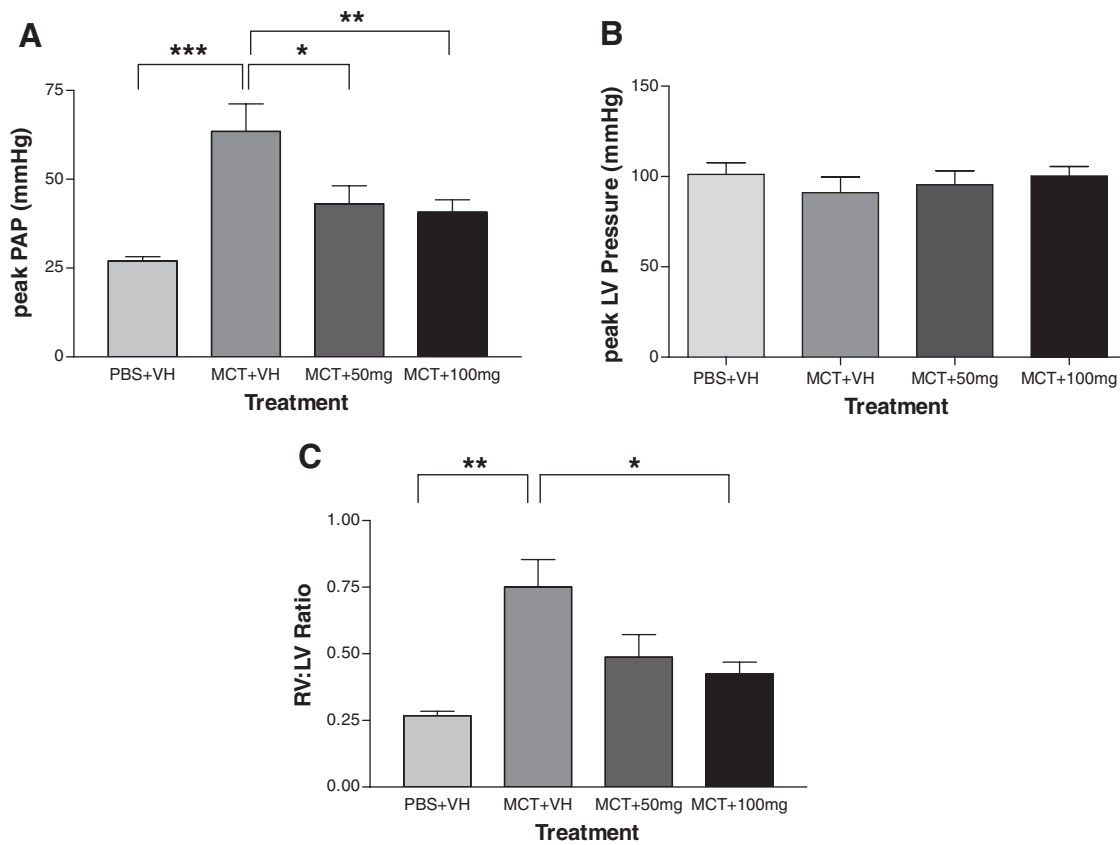 A
**
***
*
75
50
25
0
peak PAP (mmHg)
PBS+VH MCT+VH MCT+50mg MCT+100mg
Treatment
B
150
100
50
0
peak LV Pressure (mmHg)
PBS+VH MCT+VH MCT+50mg MCT+100mg
Treatment
C
** *
1.00
0.75
0.50
0.25
0.00
RV:LV Ratio
PBS+VH MCT+VH MCT+50mg MCT+100mg
Treatment